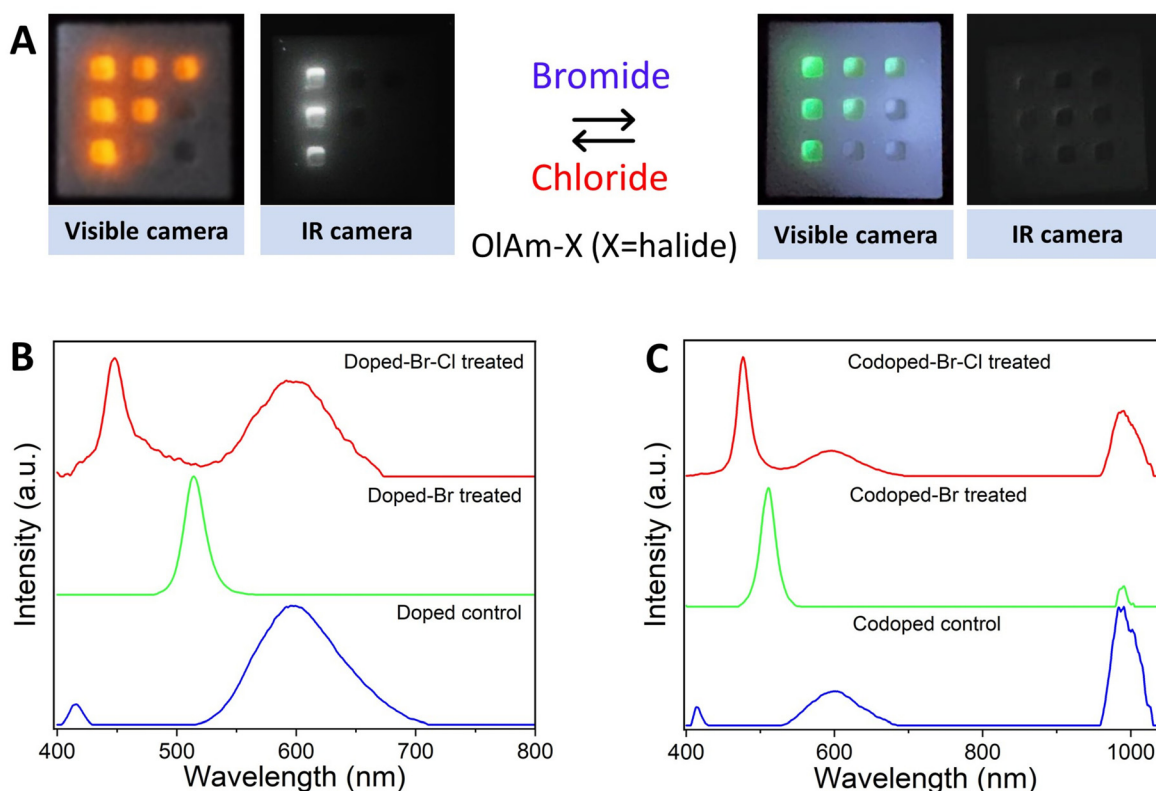 A
Visible camera
IR camera
Bromide
Chloride
OlAm-X (X=halide)
Visible camera
IR camera
B
Intensity (a.u.)
Doped-Br-Cl treated
Doped-Br treated
Doped control
400 500 600 700 800
Wavelength (nm)
C
Intensity (a.u.)
Codoped-Br-Cl treated
Codoped-Br treated
Codoped control
400 600 800 1000
Wavelength (nm)